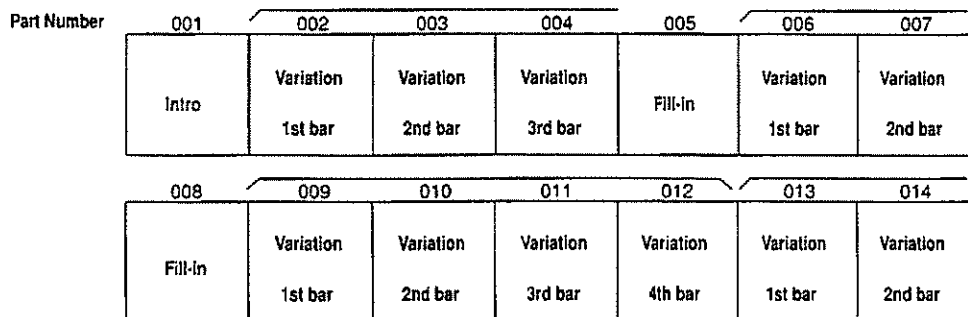 Part Number 001 002 003 004 005 006 007
Intro Variation Variation Variation Fill-in Variation Variation
1st bar 2nd bar 3rd bar 1st bar 2nd bar
008 009 010 011 012 013 014
Fill-in Variation Variation Variation Variation Variation Variation
1st bar 2nd bar 3rd bar 4th bar 1st bar 2nd bar